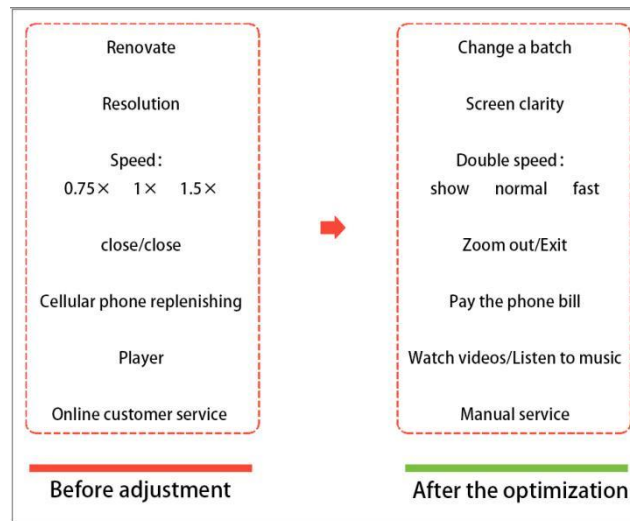 Renovate
Resolution
Speed:
0.75× 1× 1.5×
close/close
Cellular phone replenishing
Player
Online customer service
Before adjustment
Change a batch
Screen clarity
Double speed:
show normal fast
Zoom out/Exit
Pay the phone bill
Watch videos/Listen to music
Manual service
After the optimization